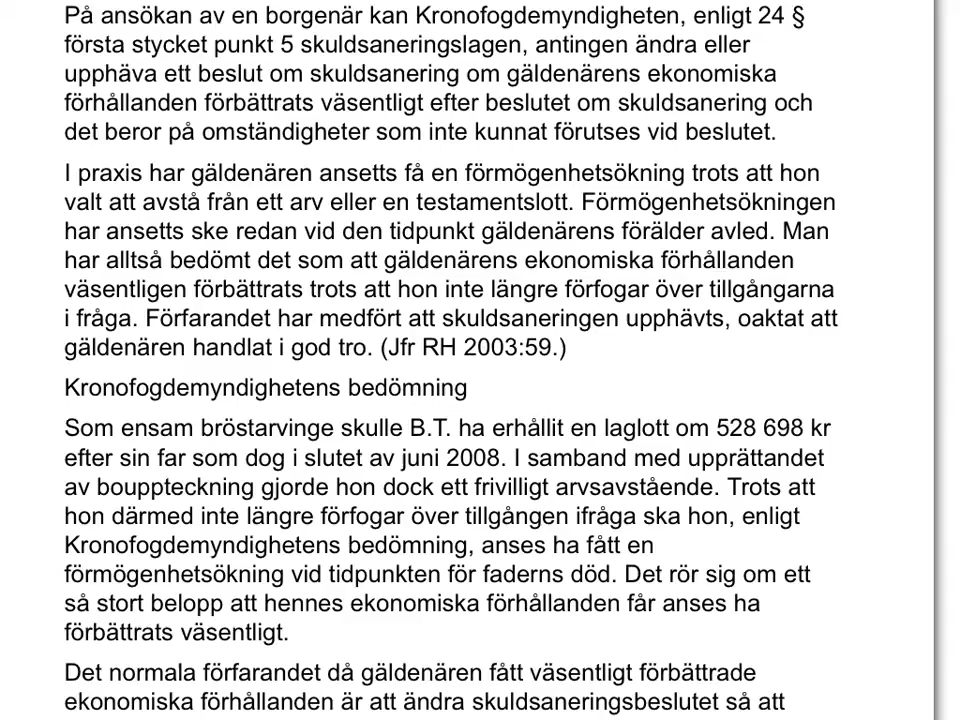 På ansökan av en borgenär kan Kronofogdemyndigheten, enligt 24 §
första stycket punkt 5 skuldsaneringslagen, antingen ändra eller
upphäva ett beslut om skuldsanering om gäldenärens ekonomiska
förhållanden förbättrats väsentligt efter beslutet om skuldsanering och
det beror på omständigheter som inte kunnat förutses vid beslutet.
I praxis har gäldenären ansetts få en förmögenhetsökning trots att hon
valt att avstå från ett arv eller en testamentslott. Förmögenhetsökningen
har ansetts ske redan vid den tidpunkt gäldenärens förälder avled. Man
har alltså bedömt det som att gäldenärens ekonomiska förhållanden
väsentligen förbättrats trots att hon inte längre förfogar över tillgångarna
i fråga. Förfarandet har medfört att skuldsaneringen upphävts, oaktat att
gäldenären handlat i god tro. (Jfr RH 2003:59.)
Kronofogdemyndighetens bedömning
Som ensam bröstarvinge skulle B.T. ha erhållit en laglott om 528 698 kr
efter sin far som dog i slutet av juni 2008. I samband med upprättandet
av bouppteckning gjorde hon dock ett frivilligt arvsavstående. Trots att
hon därmed inte längre förfogar över tillgången ifråga ska hon, enligt
Kronofogdemyndighetens bedömning, anses ha fått en
förmögenhetsökning vid tidpunkten för faderns död. Det rör sig om ett
så stort belopp att hennes ekonomiska förhållanden får anses ha
förbättrats väsentligt.
Det normala förfarandet då gäldenären fått väsentligt förbättrade
ekonomiska förhållanden är att ändra skuldsaneringsbeslutet så att